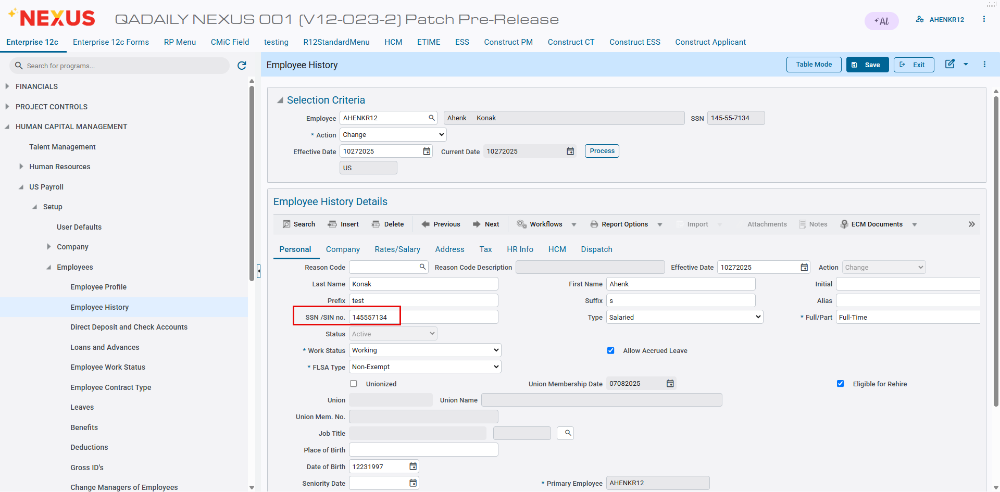 NEXUS
QADAILY NEXUS 001 (V12-023-2) Patch Pre-Release
AI
AHENKR12
Enterprise 12c Enterprise 12c Forms RP Menu CMiC Field testing R12StandardMenu HCM ETIME ESS Construct PM Construct CT Construct ESS Construct Applicant
Search for programs...
FINANCIALS
PROJECT CONTROLS
HUMAN CAPITAL MANAGEMENT
Talent Management
Human Resources
US Payroll
Setup
User Defaults
Company
Employees
Employee Profile
Employee History
Direct Deposit and Check Accounts
Loans and Advances
Employee Work Status
Employee Contract Type
Leaves
Benefits
Deductions
Gross ID's
Change Managers of Employees
Employee History
Table Mode Save Exit
Selection Criteria
Employee AHENKR12 Ahenk Konak SSN 145-55-7134
* Action Change
Effective Date 10272025 Current Date 10272025 Process
US
Employee History Details
Search Insert Delete Previous Next Workflows Report Options Import Attachments Notes ECM Documents
Personal Company Rates/Salary Address Tax HR Info HCM Dispatch
Reason Code Reason Code Description Effective Date 10272025 Action Change
Last Name Konak First Name Ahenk Initial
Prefix test Suffix s Alias
SSN /SIN no. 145557134 Type Salaried * Full/Part Full-Time
Status Active
* Work Status Working Allow Accrued Leave
* FLSA Type Non-Exempt
Unionized Union Membership Date 07082025 Eligible for Rehire
Union Union Name
Union Mem. No.
Job Title
Place of Birth
Date of Birth 12231997
Seniority Date * Primary Employee AHENKR12